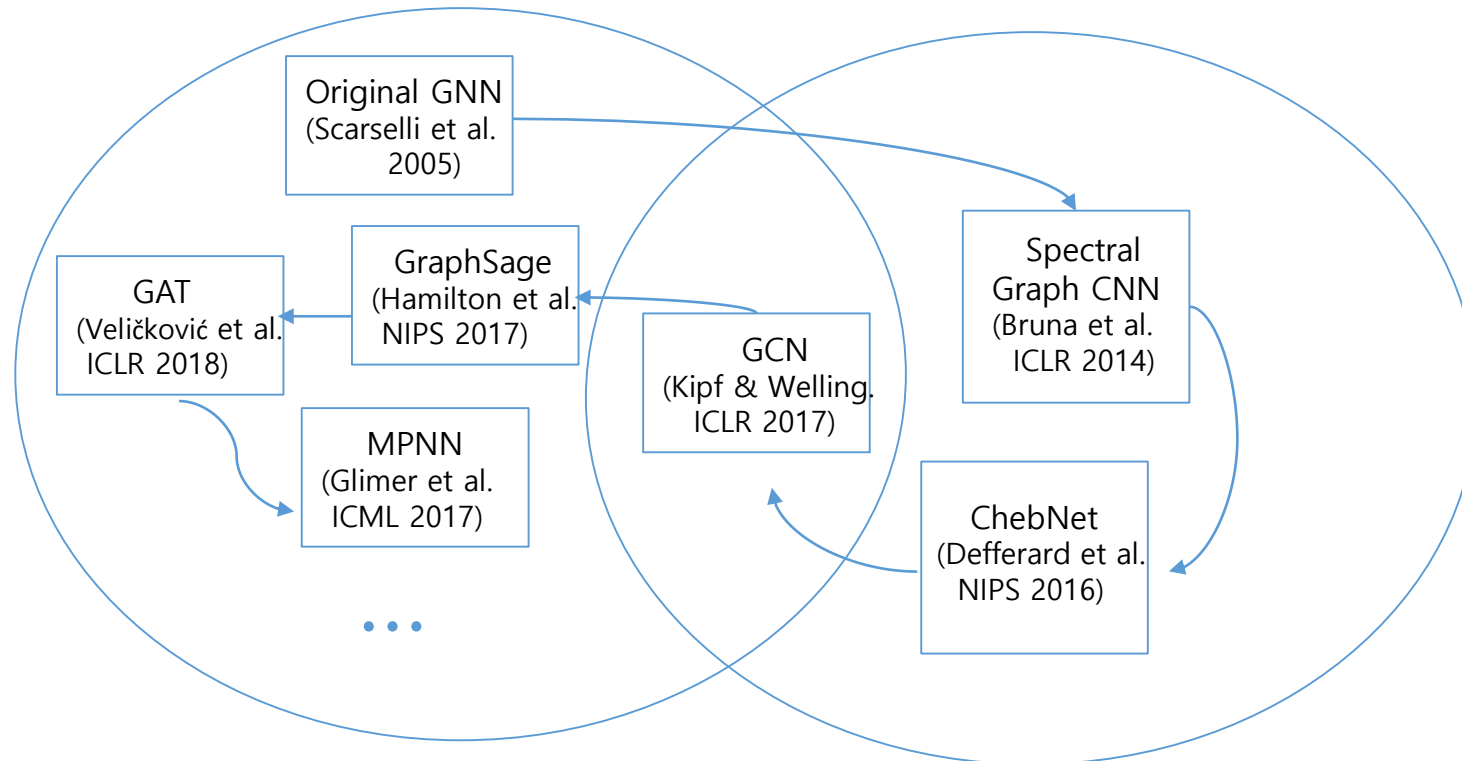 Original GNN
(Scarselli et al.
2005)
Spectral
Graph CNN
(Bruna et al.
ICLR 2014)
GraphSage
(Hamilton et al.
NIPS 2017)
GAT
(Veličković et al.
ICLR 2018)
GCN
(Kipf & Welling.
ICLR 2017)
MPNN
(Glimer et al.
ICML 2017)
ChebNet
(Defferard et al.
NIPS 2016)
...